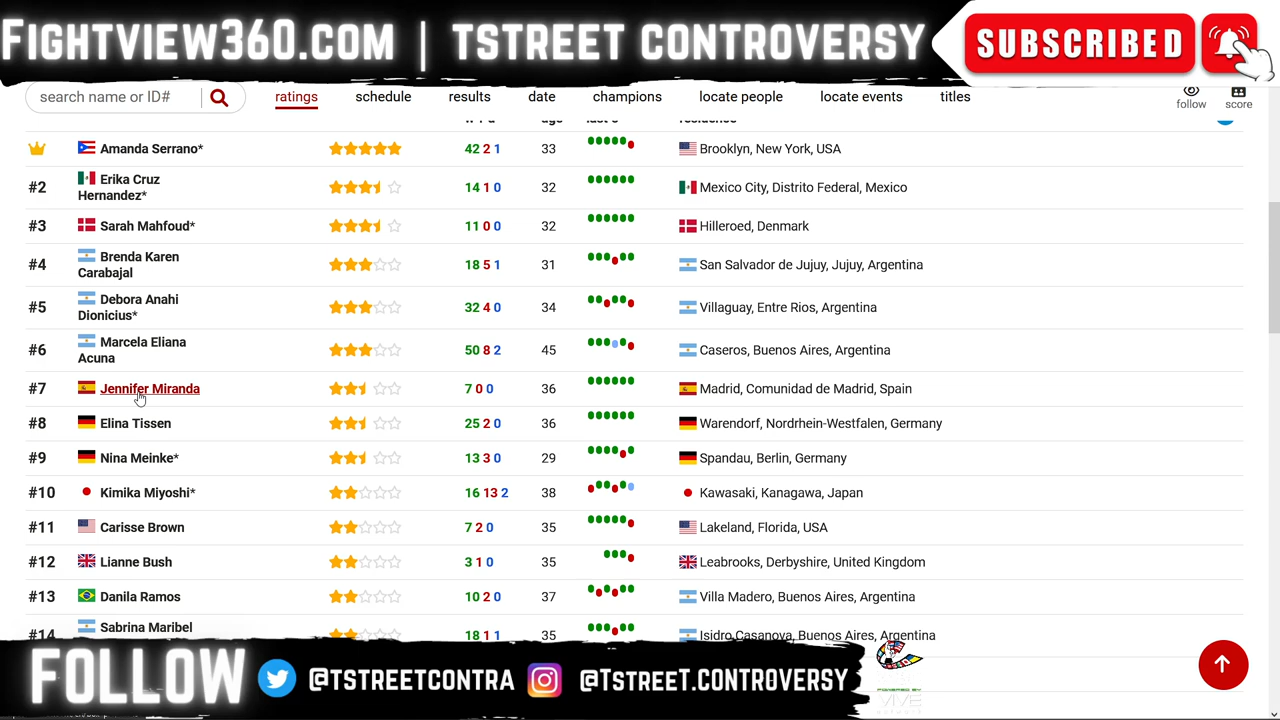 FIGHTVIEW360.COM | TSTREET CONTROVERSY
SUBSCRIBED
search name or ID#
ratings schedule results date champions locate people locate events titles
follow score
w l d age last 6 residence
Amanda Serrano* 42 2 1 33 Brooklyn, New York, USA
#2 Erika Cruz Hernandez* 14 1 0 32 Mexico City, Distrito Federal, Mexico
#3 Sarah Mahfoud* 11 0 0 32 Hilleroed, Denmark
#4 Brenda Karen Carabajal 18 5 1 31 San Salvador de Jujuy, Jujuy, Argentina
#5 Debora Anahi Dionicius* 32 4 0 34 Villaguay, Entre Rios, Argentina
#6 Marcela Eliana Acuna 50 8 2 45 Caseros, Buenos Aires, Argentina
#7 Jennifer Miranda 7 0 0 36 Madrid, Comunidad de Madrid, Spain
#8 Elina Tissen 25 2 0 36 Warendorf, Nordrhein-Westfalen, Germany
#9 Nina Meinke* 13 3 0 29 Spandau, Berlin, Germany
#10 Kimika Miyoshi* 16 13 2 38 Kawasaki, Kanagawa, Japan
#11 Carisse Brown 7 2 0 35 Lakeland, Florida, USA
#12 Lianne Bush 3 1 0 35 Leabrooks, Derbyshire, United Kingdom
#13 Danila Ramos 10 2 0 37 Villa Madero, Buenos Aires, Argentina
#14 Sabrina Maribel 18 1 1 35 Isidro Casanova, Buenos Aires, Argentina
FOLLOW @TSTREETCONTRA @TSTREET.CONTROVERSY
POWERED BY
VIVE